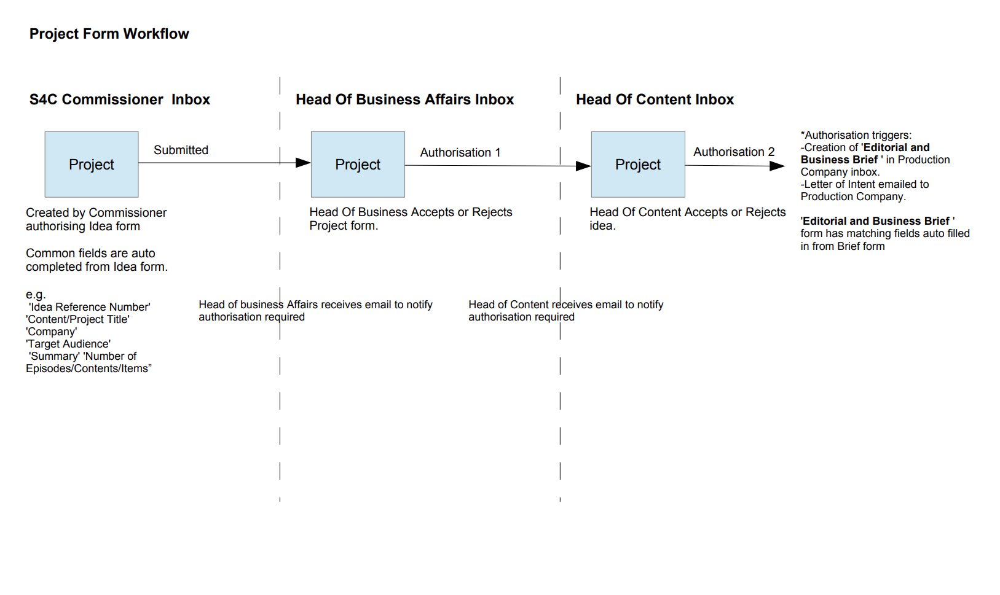 Project Form Workflow
S4C Commissioner  Inbox
Head Of Business Affairs Inbox
Head Of Content Inbox
Project
Submitted
Project
Authorisation 1
Project
Authorisation 2
*Authorisation triggers:
-Creation of 'Editorial and
Business Brief ' in Production
Company inbox.
-Letter of Intent emailed to
Production Company.
'Editorial and Business Brief '
form has matching fields auto filled
in from Brief form
Created by Commissioner
authorising Idea form
Common fields are auto
completed from Idea form.
e.g.
'Idea Reference Number'
'Content/Project Title'
'Company'
'Target Audience'
'Summary' 'Number of
Episodes/Contents/Items”
Head Of Business Accepts or Rejects
Project form.
Head Of Content Accepts or Rejects
idea.
Head of business Affairs receives email to notify
authorisation required
Head of Content receives email to notify
authorisation required